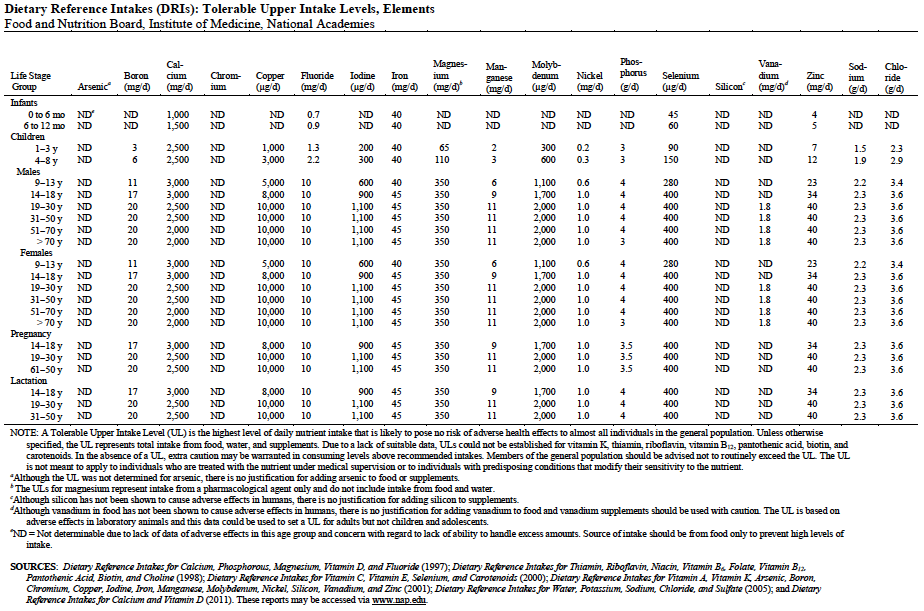 Dietary Reference Intakes (DRIs): Tolerable Upper Intake Levels, Elements
Food and Nutrition Board, Institute of Medicine, National Academies
Life Stage Group Arsenicᵃ Boron (mg/d) Cal-cium (mg/d) Chrom-ium Copper (µg/d) Fluoride (mg/d) Iodine (µg/d) Iron (mg/d) Magnes-ium (mg/d)ᵇ Man-ganese (mg/d) Molyb-denum (µg/d) Nickel (mg/d) Phos-phorus (g/d) Selenium (µg/d) Siliconᶜ Vana-dium (mg/d)ᵈ Zinc (mg/d) Sod-ium (g/d) Chlo-ride (g/d)
Infants
0 to 6 mo NDᵉ ND 1,000 ND ND 0.7 ND 40 ND ND ND ND ND 45 ND ND 4 ND ND
6 to 12 mo ND ND 1,500 ND ND 0.9 ND 40 ND ND ND ND ND 60 ND ND 5 ND ND
Children
1–3 y ND 3 2,500 ND 1,000 1.3 200 40 65 2 300 0.2 3 90 ND ND 7 1.5 2.3
4–8 y ND 6 2,500 ND 3,000 2.2 300 40 110 3 600 0.3 3 150 ND ND 12 1.9 2.9
Males
9–13 y ND 11 3,000 ND 5,000 10 600 40 350 6 1,100 0.6 4 280 ND ND 23 2.2 3.4
14–18 y ND 17 3,000 ND 8,000 10 900 45 350 9 1,700 1.0 4 400 ND ND 34 2.3 3.6
19–30 y ND 20 2,500 ND 10,000 10 1,100 45 350 11 2,000 1.0 4 400 ND 1.8 40 2.3 3.6
31–50 y ND 20 2,500 ND 10,000 10 1,100 45 350 11 2,000 1.0 4 400 ND 1.8 40 2.3 3.6
51–70 y ND 20 2,000 ND 10,000 10 1,100 45 350 11 2,000 1.0 4 400 ND 1.8 40 2.3 3.6
> 70 y ND 20 2,000 ND 10,000 10 1,100 45 350 11 2,000 1.0 3 400 ND 1.8 40 2.3 3.6
Females
9–13 y ND 11 3,000 ND 5,000 10 600 40 350 6 1,100 0.6 4 280 ND ND 23 2.2 3.4
14–18 y ND 17 3,000 ND 8,000 10 900 45 350 9 1,700 1.0 4 400 ND ND 34 2.3 3.6
19–30 y ND 20 2,500 ND 10,000 10 1,100 45 350 11 2,000 1.0 4 400 ND 1.8 40 2.3 3.6
31–50 y ND 20 2,500 ND 10,000 10 1,100 45 350 11 2,000 1.0 4 400 ND 1.8 40 2.3 3.6
51–70 y ND 20 2,000 ND 10,000 10 1,100 45 350 11 2,000 1.0 4 400 ND 1.8 40 2.3 3.6
> 70 y ND 20 2,000 ND 10,000 10 1,100 45 350 11 2,000 1.0 3 400 ND 1.8 40 2.3 3.6
Pregnancy
14–18 y ND 17 3,000 ND 8,000 10 900 45 350 9 1,700 1.0 3.5 400 ND ND 34 2.3 3.6
19–30 y ND 20 2,500 ND 10,000 10 1,100 45 350 11 2,000 1.0 3.5 400 ND ND 40 2.3 3.6
61–50 y ND 20 2,500 ND 10,000 10 1,100 45 350 11 2,000 1.0 3.5 400 ND ND 40 2.3 3.6
Lactation
14–18 y ND 17 3,000 ND 8,000 10 900 45 350 9 1,700 1.0 4 400 ND ND 34 2.3 3.6
19–30 y ND 20 2,500 ND 10,000 10 1,100 45 350 11 2,000 1.0 4 400 ND ND 40 2.3 3.6
31–50 y ND 20 2,500 ND 10,000 10 1,100 45 350 11 2,000 1.0 4 400 ND ND 40 2.3 3.6
NOTE: A Tolerable Upper Intake Level (UL) is the highest level of daily nutrient intake that is likely to pose no risk of adverse health effects to almost all individuals in the general population. Unless otherwise
specified, the UL represents total intake from food, water, and supplements. Due to a lack of suitable data, ULs could not be established for vitamin K, thiamin, riboflavin, vitamin B₁₂, pantothenic acid, biotin, and
carotenoids. In the absence of a UL, extra caution may be warranted in consuming levels above recommended intakes. Members of the general population should be advised not to routinely exceed the UL. The UL
is not meant to apply to individuals who are treated with the nutrient under medical supervision or to individuals with predisposing conditions that modify their sensitivity to the nutrient.
ᵃAlthough the UL was not determined for arsenic, there is no justification for adding arsenic to food or supplements.
ᵇ The ULs for magnesium represent intake from a pharmacological agent only and do not include intake from food and water.
ᶜAlthough silicon has not been shown to cause adverse effects in humans, there is no justification for adding silicon to supplements.
ᵈAlthough vanadium in food has not been shown to cause adverse effects in humans, there is no justification for adding vanadium to food and vanadium supplements should be used with caution. The UL is based on
adverse effects in laboratory animals and this data could be used to set a UL for adults but not children and adolescents.
ᵉND = Not determinable due to lack of data of adverse effects in this age group and concern with regard to lack of ability to handle excess amounts. Source of intake should be from food only to prevent high levels of
intake.
SOURCES: Dietary Reference Intakes for Calcium, Phosphorous, Magnesium, Vitamin D, and Fluoride (1997); Dietary Reference Intakes for Thiamin, Riboflavin, Niacin, Vitamin B₆, Folate, Vitamin B₁₂,
Pantothenic Acid, Biotin, and Choline (1998); Dietary Reference Intakes for Vitamin C, Vitamin E, Selenium, and Carotenoids (2000); Dietary Reference Intakes for Vitamin A, Vitamin K, Arsenic, Boron,
Chromium, Copper, Iodine, Iron, Manganese, Molybdenum, Nickel, Silicon, Vanadium, and Zinc (2001); Dietary Reference Intakes for Water, Potassium, Sodium, Chloride, and Sulfate (2005); and Dietary
Reference Intakes for Calcium and Vitamin D (2011). These reports may be accessed via www.nap.edu.